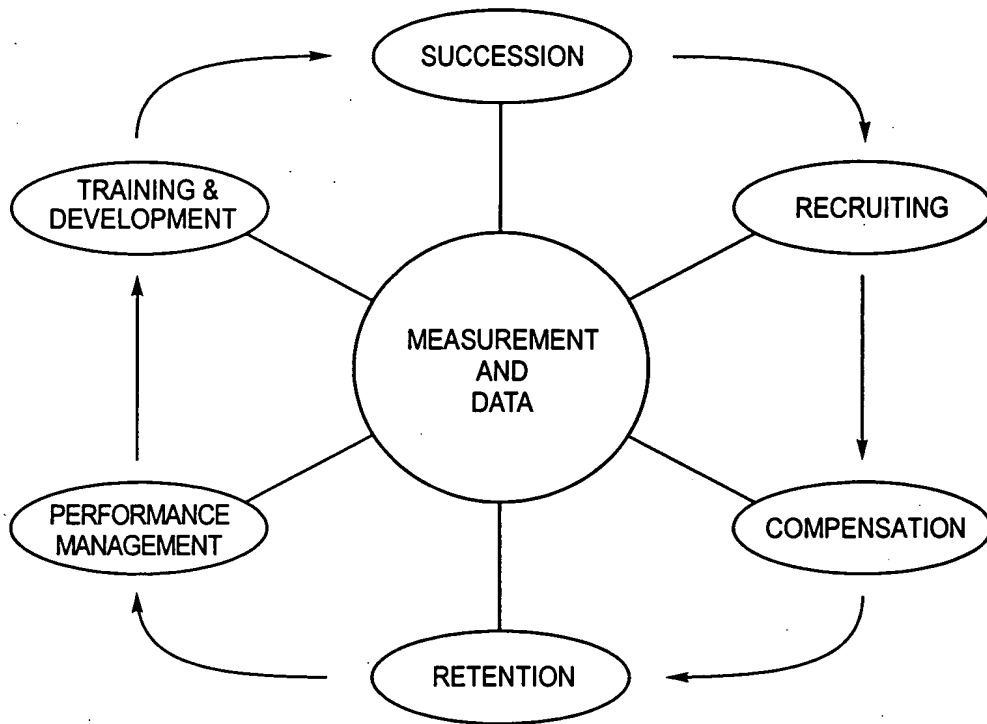 SUCCESSION
TRAINING &
DEVELOPMENT
RECRUITING
MEASUREMENT
AND
DATA
PERFORMANCE
MANAGEMENT
COMPENSATION
RETENTION